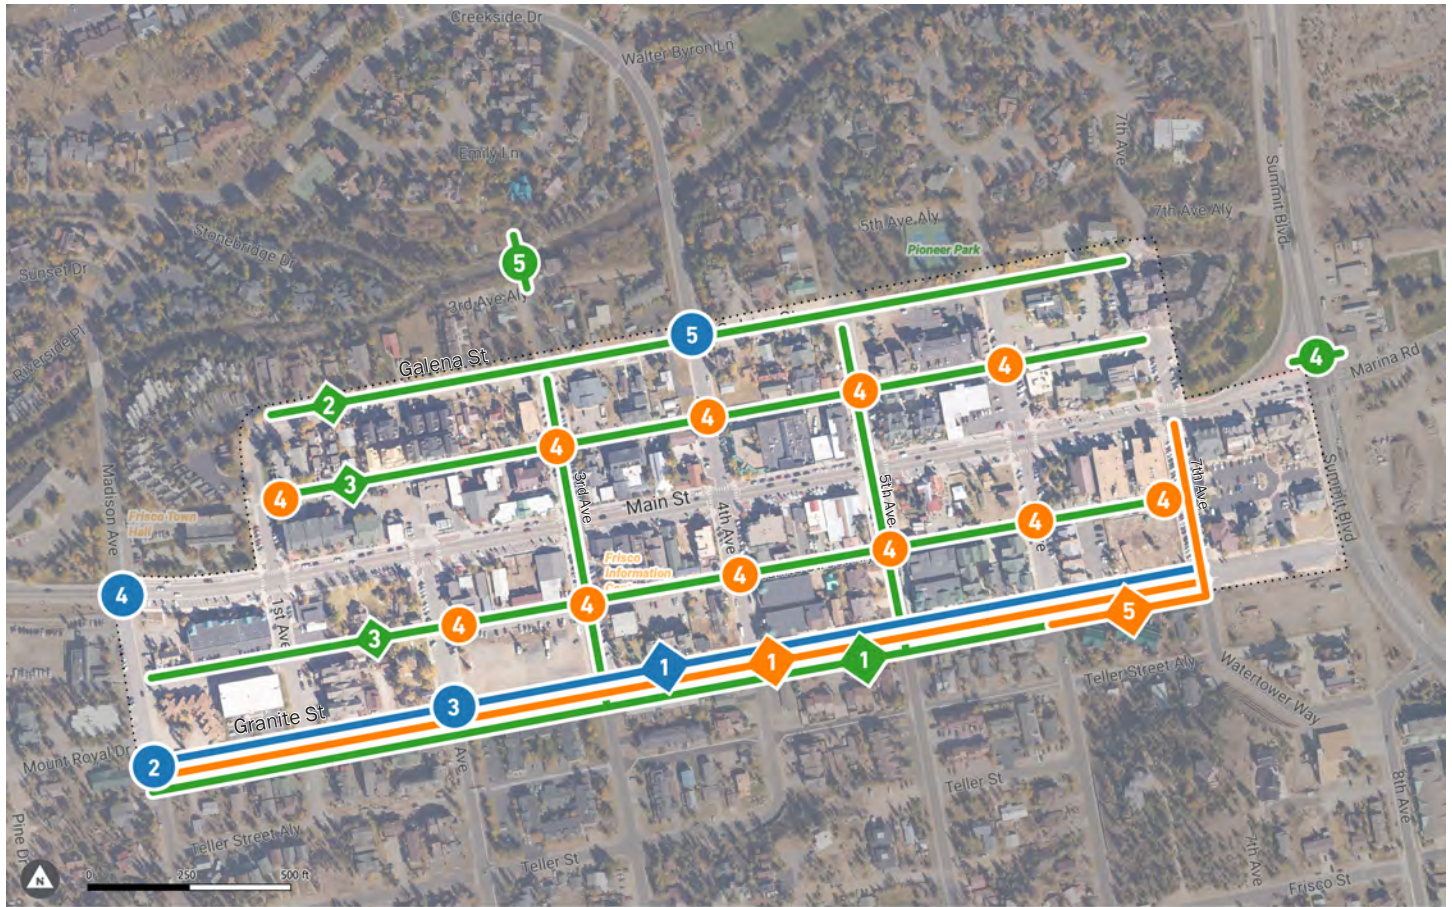 Creekside Dr
Walter Byron Ln
7th Ave
Emily Ln
Summit Blvd
5th Ave Aly
7th Ave Aly
Stonebridge Dr
Pioneer Park
Sunset Dr
5
3rd Ave Aly
Riverside Pl
5
Galena St
4
Marina Rd
2
4
4
4
4
3
4
Madison Ave
3rd Ave
Main St
5th Ave
7th Ave
4
Summit Blvd
Frisco Town
Hall
4th Ave
4
Frisco
Information
4
4
4
1st Ave
4
4
3
5
1
1
1
Teller Street Aly
Watertower Way
3
Granite St
Mount Royal Dr
2
Ave
Teller St
8th Ave
Pine Dr
Teller Street Aly
Teller St
7th Ave
Frisco St
N
0
250
500 ft